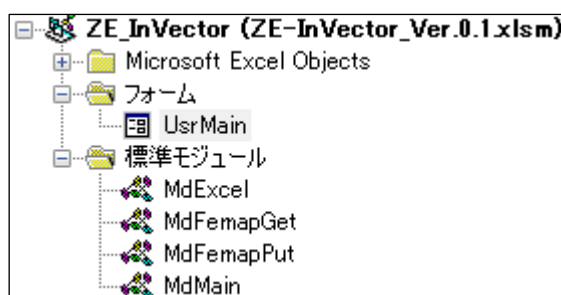 ZE_InVector (ZE-InVector_Ver.0.1.xlsm)
Microsoft Excel Objects
フォーム
UsrMain
標準モジュール
MdExcel
MdFemapGet
MdFemapPut
MdMain